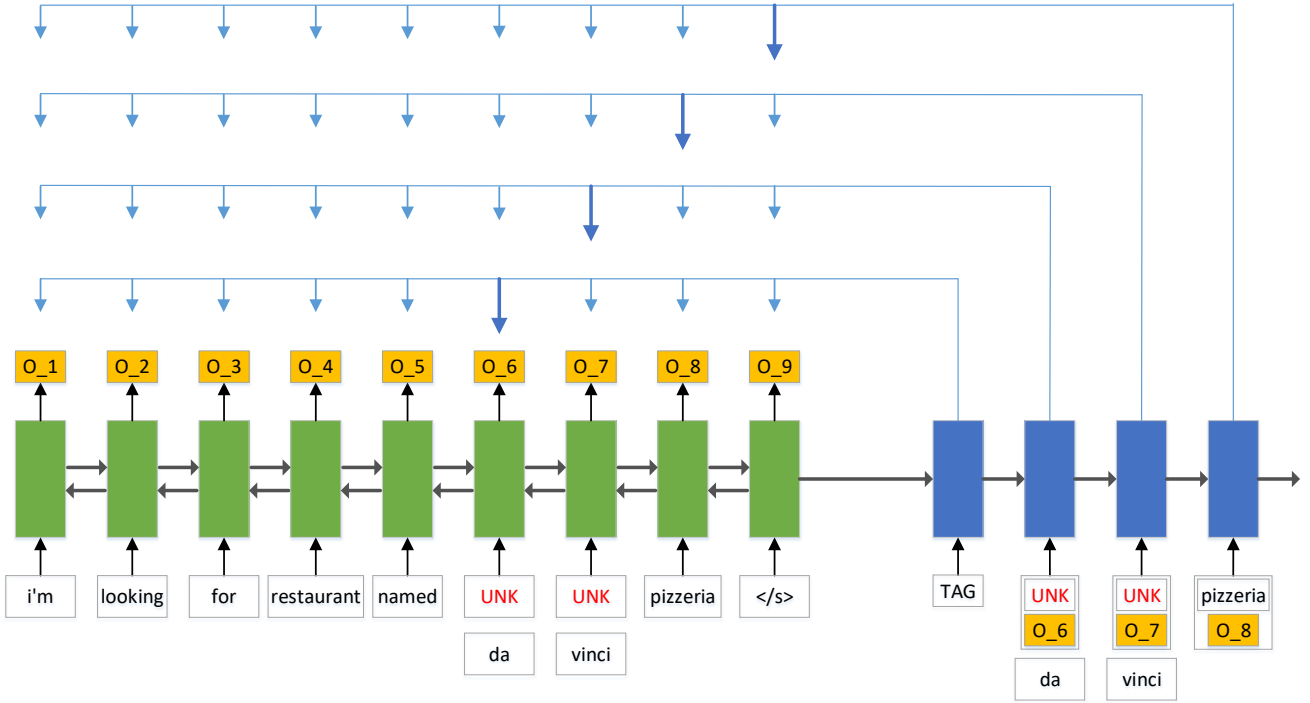 O_1 O_2 O_3 O_4 O_5 O_6 O_7 O_8 O_9
i'm looking for restaurant named UNK UNK pizzeria </s> TAG UNK UNK pizzeria
O_6 O_7 O_8
da vinci da vinci